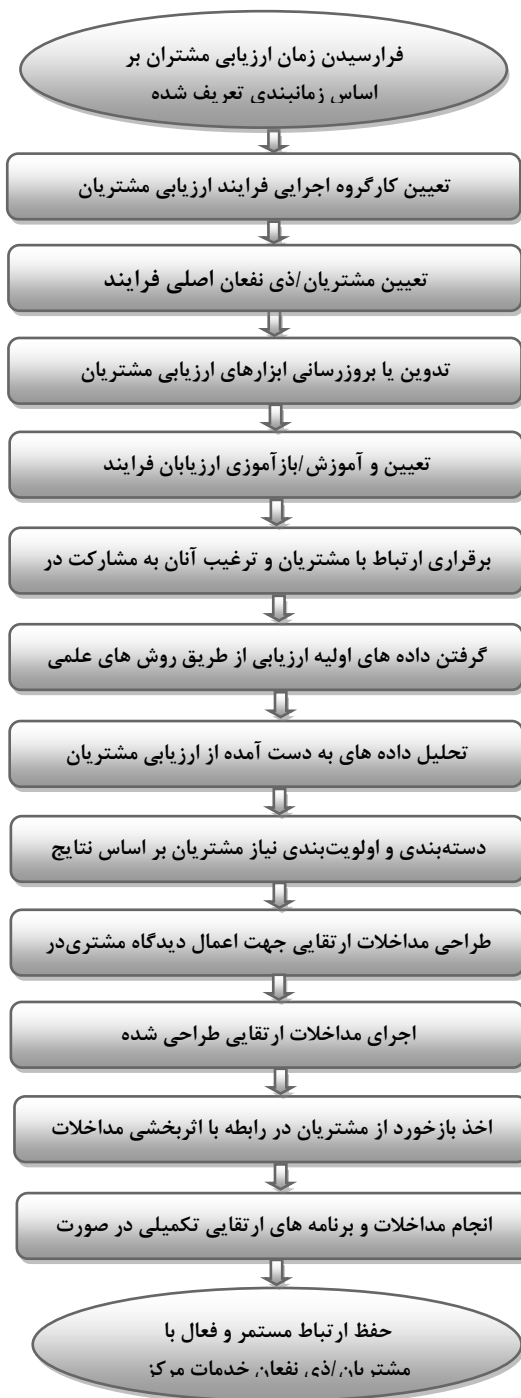 فرارسیدن زمان ارزیابی مشتران بر
اساس زمانبندی تعریف شده
تعیین کارگروه اجرایی فرایند ارزیابی مشتریان
تعیین مشتریان/ذی نفعان اصلی فرایند
تدوین یا بروزرسانی ابزارهای ارزیابی مشتریان
تعیین و آموزش/بازآموزی ارزیابان فرایند
برقراری ارتباط با مشتریان و ترغیب آنان به مشارکت در
گرفتن داده های اولیه ارزیابی از طریق روش های علمی
تحلیل داده های به دست آمده از ارزیابی مشتریان
دسته‌بندی و اولویت‌بندی نیاز مشتریان بر اساس نتایج
طراحی مداخلات ارتقایی جهت اعمال دیدگاه مشتری‌در
اجرای مداخلات ارتقایی طراحی شده
اخذ بازخورد از مشتریان در رابطه با اثربخشی مداخلات
انجام مداخلات و برنامه های ارتقایی تکمیلی در صورت
حفظ ارتباط مستمر و فعال با
مشتریان/ذی نفعان خدمات مرکز